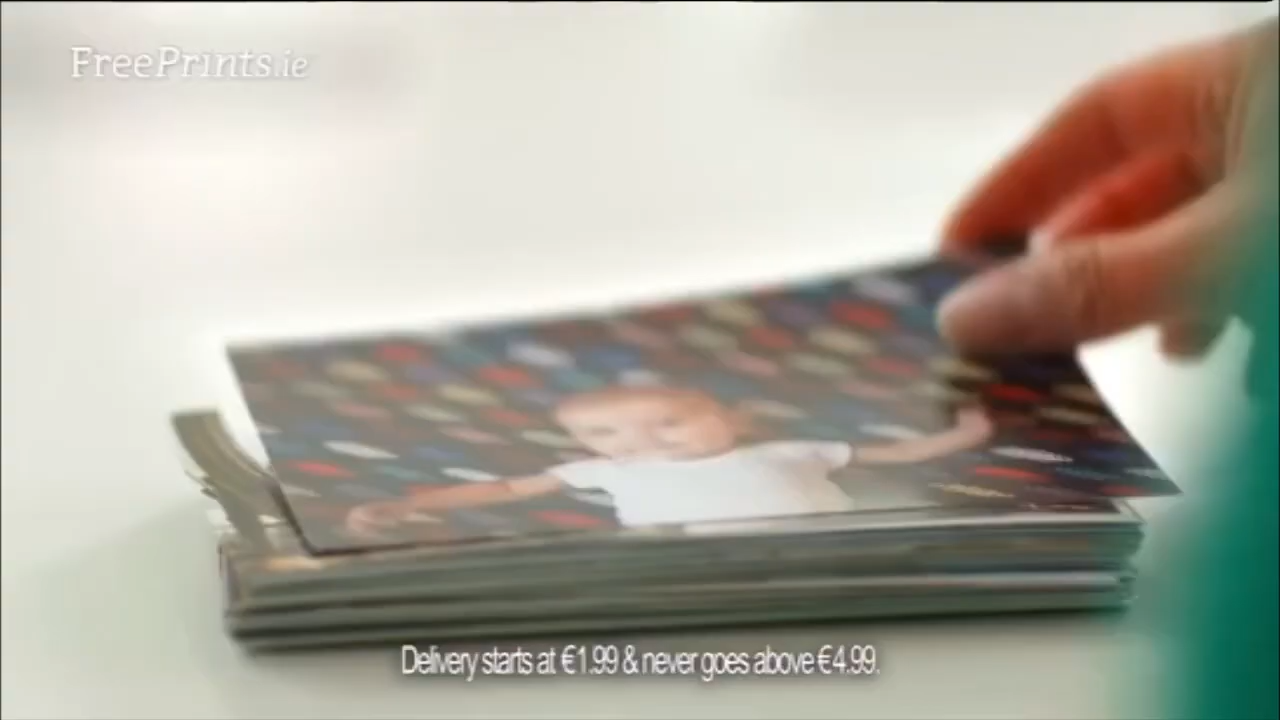 FreePrints.ie
Delivery starts at €1.99 & never goes above €4.99.